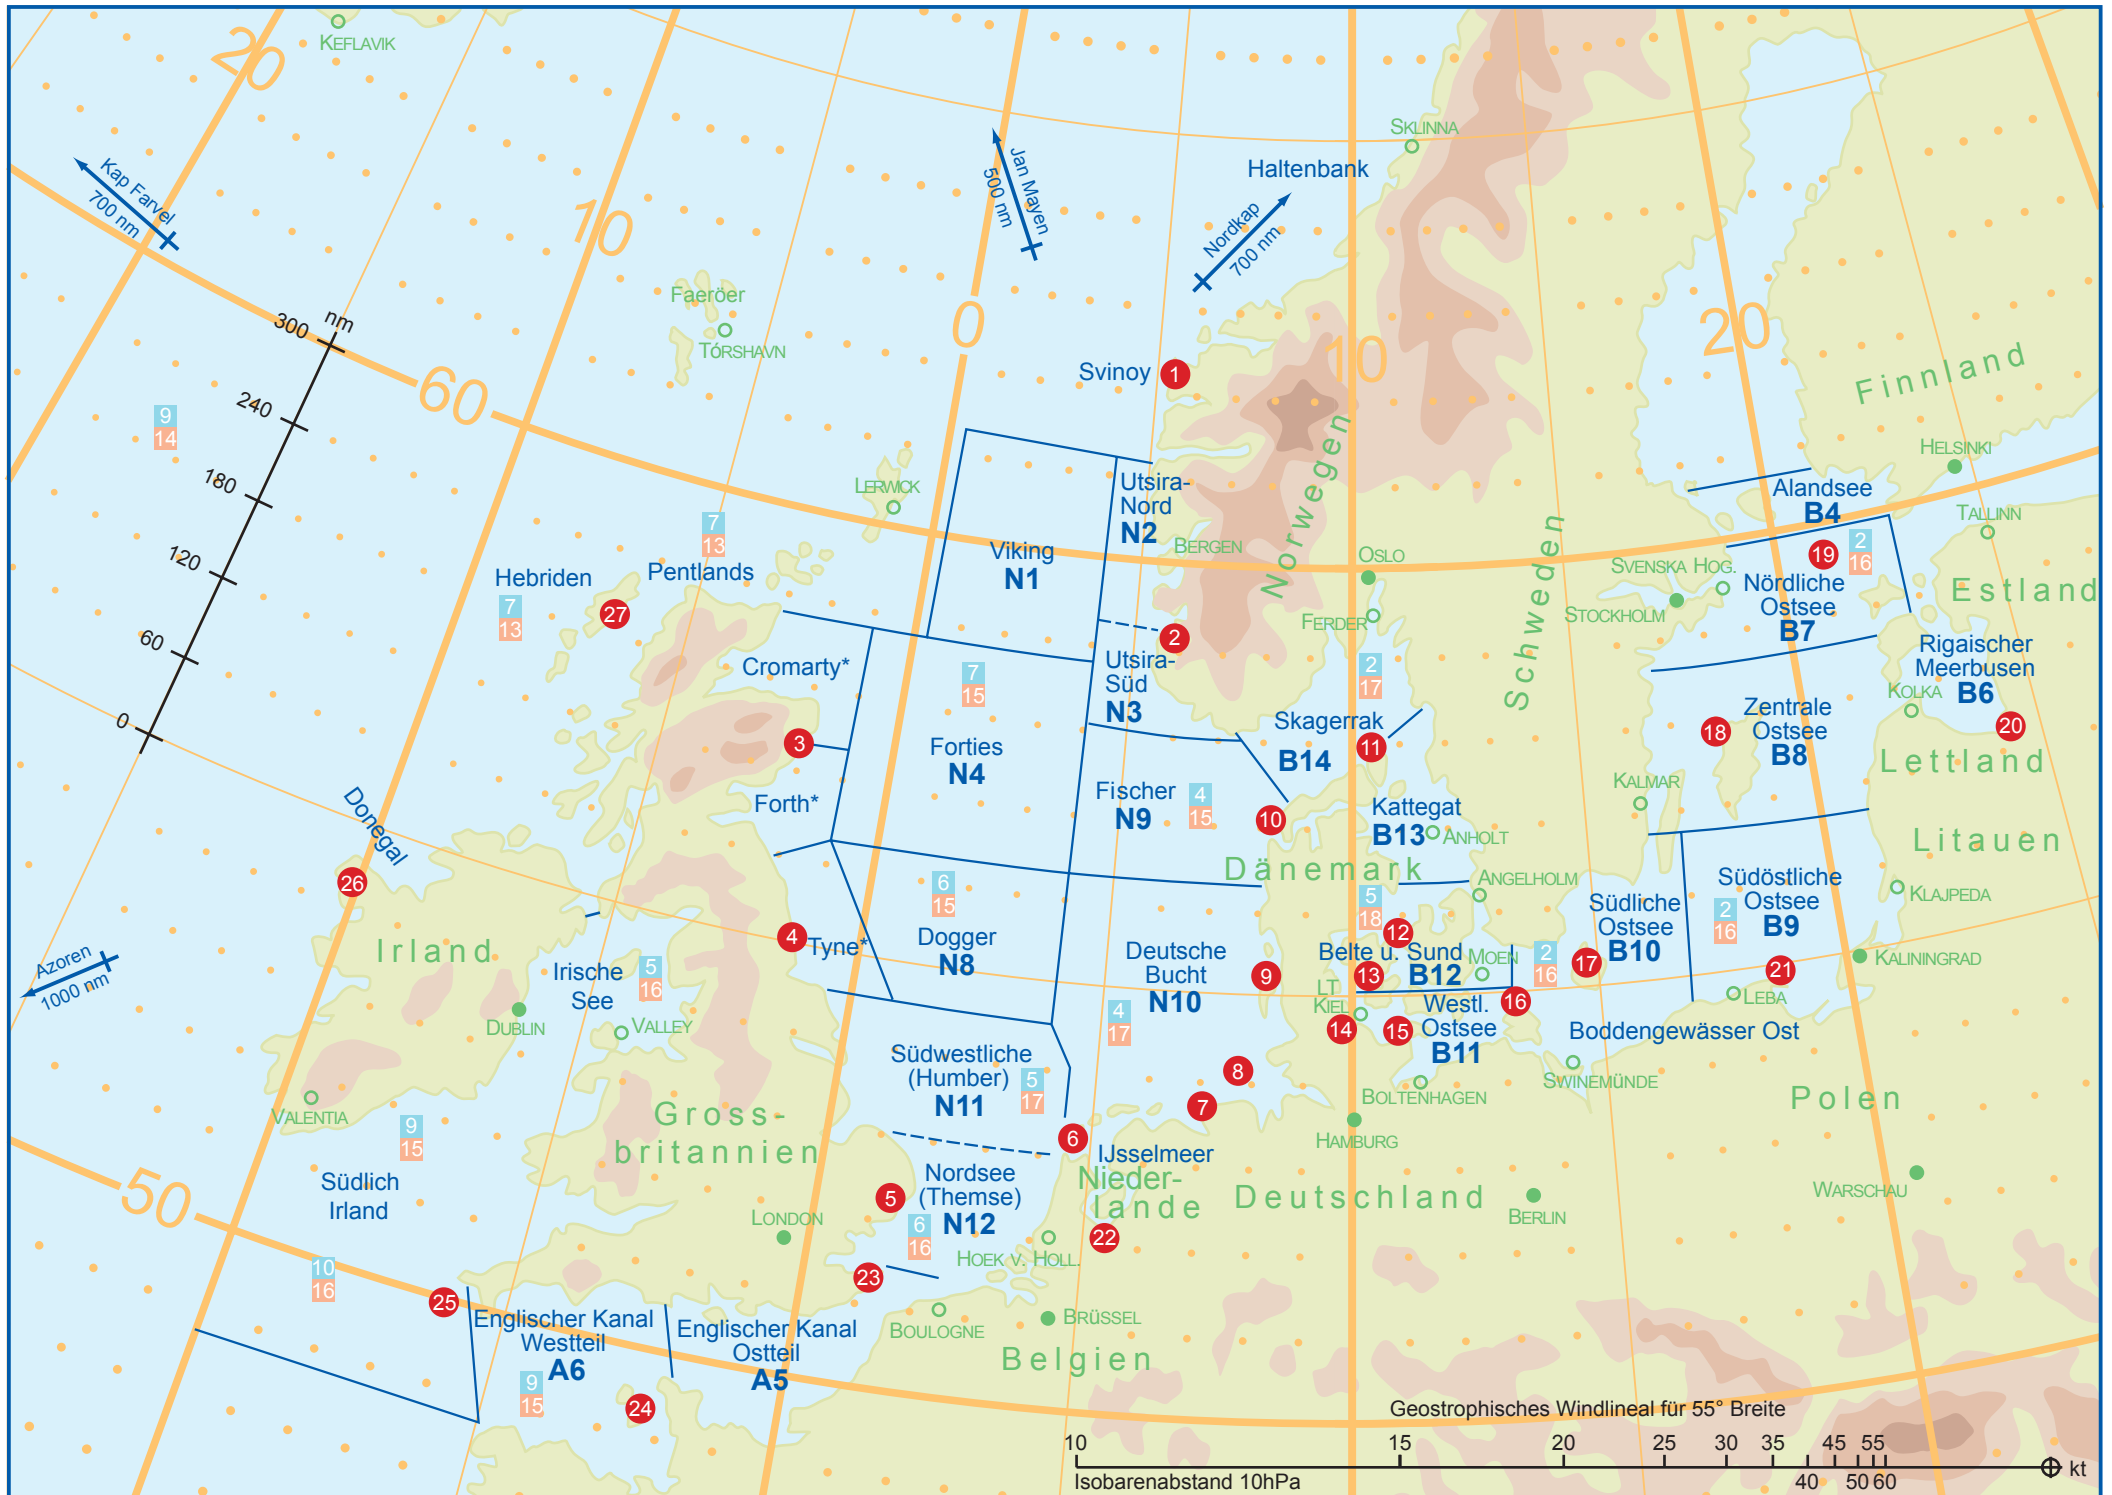 KEFLAVIK
20
Kap Farvel
700 nm
10
Jan Mayen
500 nm
Haltenbank
Nordkap
700 nm
SKLINNA
Faeröer
TÓRSHAVN
0
10
20
Svinoy
1
Finnland
300
nm
240
180
120
60
0
60
9
14
LERWICK
Utsira-
Nord
N2
BERGEN
Norwegen
OSLO
FERDER
Schweden
HELSINKI
Alandsee
B4
TALLINN
19
2
16
SVENSKA HOG.
STOCKHOLM
Nördliche
Ostsee
B7
Estland
Viking
N1
7
13
Pentlands
Hebriden
7
13
27
2
Utsira-
Süd
N3
Cromarty*
7
15
2
17
Rigaischer
Meerbusen
B6
KOLKA
20
Lettland
18
Zentrale
Ostsee
B8
3
Forties
N4
Skagerrak
B14
11
Forth*
Fischer
N9
4
15
10
Kattegat
B13
ANHOLT
KALMAR
Litauen
Donegal
26
Dänemark
ANGELHOLM
Südöstliche
Ostsee
B9
2
16
KLAJPEDA
6
15
5
18
12
Südliche
Ostsee
B10
Irland
4
Tyne*
Dogger
N8
Deutsche
Bucht
N10
9
Belte u. Sund
B12
13
MOEN
2
16
17
21
KALININGRAD
LEBA
Azoren
1000 nm
Irische
See
5
16
DUBLIN
VALLEY
4
17
LT
KIEL
14
15
Westl.
Ostsee
B11
16
Boddengewässer Ost
SWINEMÜNDE
Südwestliche
(Humber)
N11
5
17
8
7
BOLTENHAGEN
HAMBURG
Polen
VALENTIA
9
15
Gross-
britannien
6
IJsselmeer
Nieder-
lande
Deutschland
BERLIN
WARSCHAU
Südlich
Irland
50
5
Nordsee
(Themse)
N12
6
16
LONDON
HOEK V. HOLL.
22
23
10
16
25
Englischer Kanal
Westteil
A6
Englischer Kanal
Ostteil
A5
BOULOGNE
BRÜSSEL
Belgien
9
15
24
Geostrophisches Windlineal für 55° Breite
10 15 20 25 30 35 45 55
Isobarenabstand 10hPa
40 50 60
kt